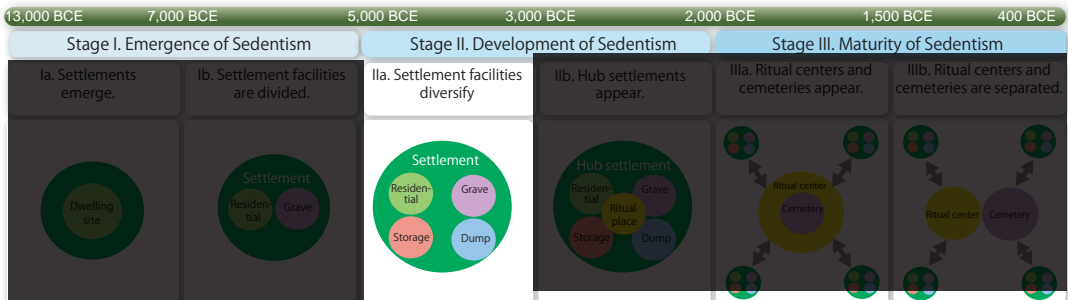 13,000 BCE 7,000 BCE 5,000 BCE 3,000 BCE 2,000 BCE 1,500 BCE 400 BCE
Stage I. Emergence of Sedentism
Stage II. Development of Sedentism
Stage III. Maturity of Sedentism
Ia. Settlements
emerge.
Ib. Settlement facilities
are divided.
IIa. Settlement facilities
diversify
IIb. Hub settlements
appear.
IIIa. Ritual centers and
cemeteries appear.
IIIb. Ritual centers and
cemeteries are separated.
Dwelling
site
Settlement
Residen-
tial
Grave
Settlement
Residen-
tial
Grave
Storage
Dump
Hub settlement
Residen-
tial
Grave
Ritual
place
Storage
Dump
Ritual center
Cemetery
Ritual center
Cemetery